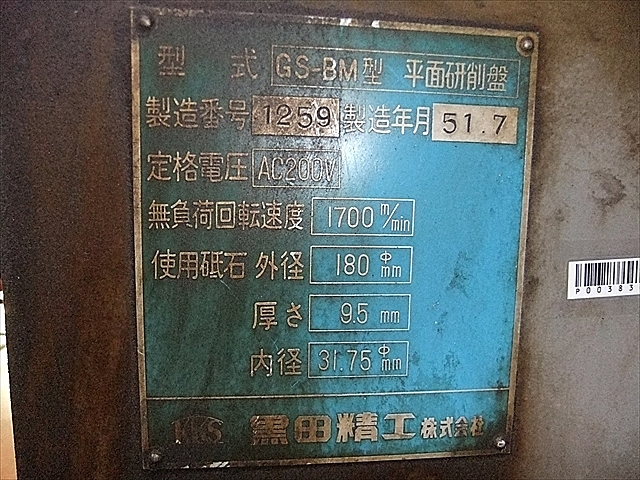 型式 GS-BM型 平面研削盤
製造番号 1259 製造年月 51.7
定格電圧 AC200V
無負荷回転速度 1700 m/min
使用砥石 外径 180 φmm
厚さ 9.5 mm
内径 31.75 φmm
KKS 黒田精工株式会社
P00383